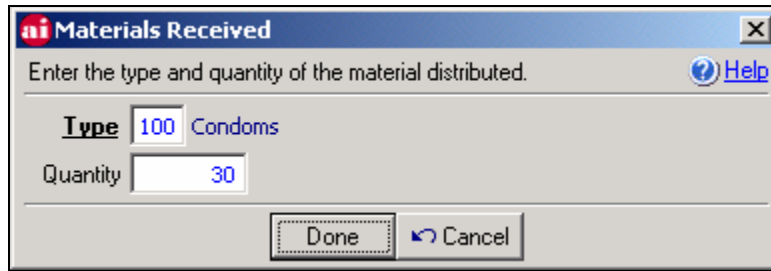 ai Materials Received
Enter the type and quantity of the material distributed. ? Help
Type 100 Condoms
Quantity 30
Done Cancel